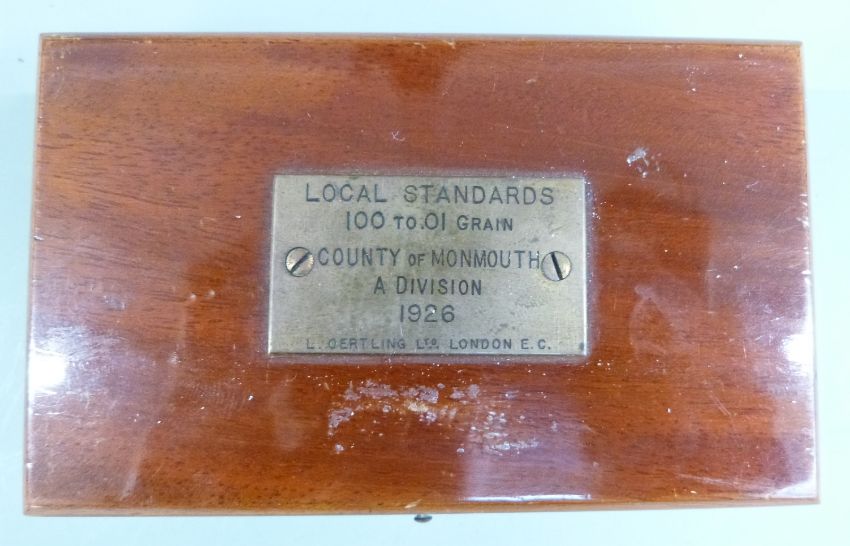 LOCAL STANDARDS
100 TO .01 GRAIN
COUNTY OF MONMOUTH
A DIVISION
1926
L. OERTLING LTD. LONDON E.C.